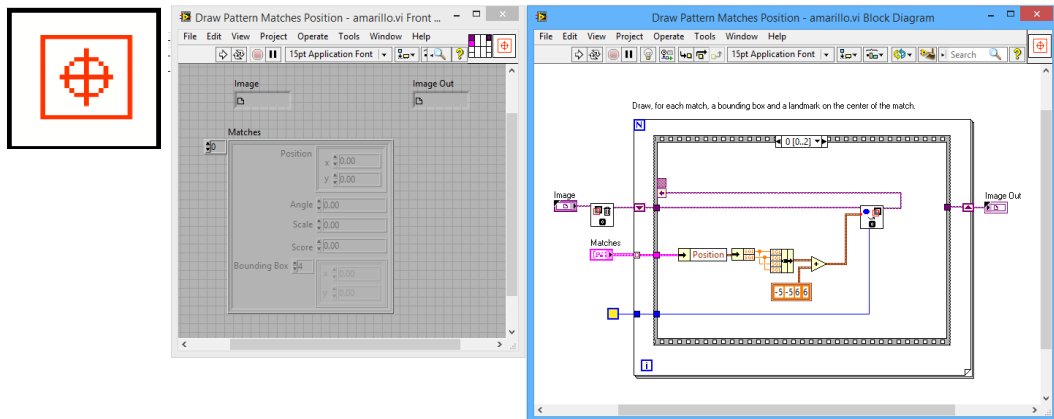 Draw Pattern Matches Position - amarillo.vi Front ...
File Edit View Project Operate Tools Window Help
15pt Application Font
Image
Image Out
Matches
0
Position
x 0.00
y 0.00
Angle 0.00
Scale 0.00
Score 0.00
Bounding Box 4
x 0.00
y 0.00
Draw Pattern Matches Position - amarillo.vi Block Diagram
File Edit View Project Operate Tools Window Help
15pt Application Font
Search
Draw, for each match, a bounding box and a landmark on the center of the match.
N
0 [0..2]
Image
Image Out
Matches
Position
-5 -5 6 6
i